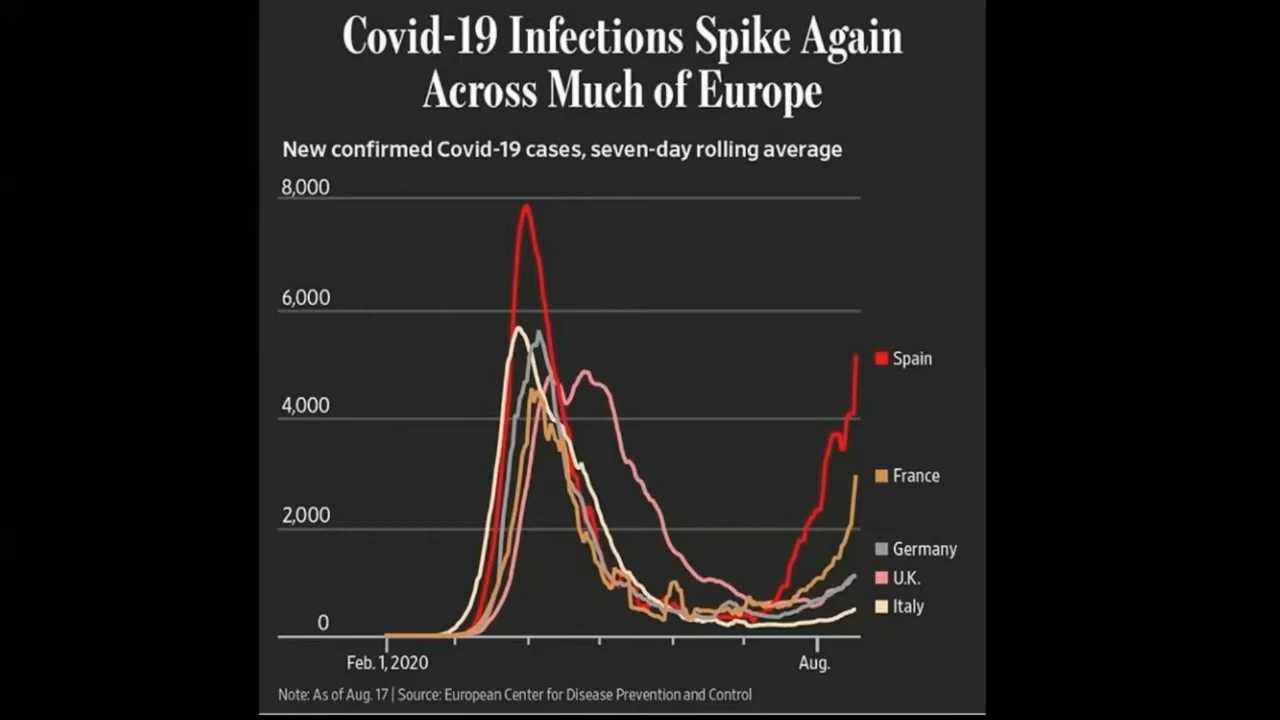 Covid-19 Infections Spike Again
Across Much of Europe
New confirmed Covid-19 cases, seven-day rolling average
8,000
6,000
4,000
2,000
0
Spain
France
Germany
U.K.
Italy
Feb. 1, 2020
Aug.
Note: As of Aug. 17 | Source: European Center for Disease Prevention and Control